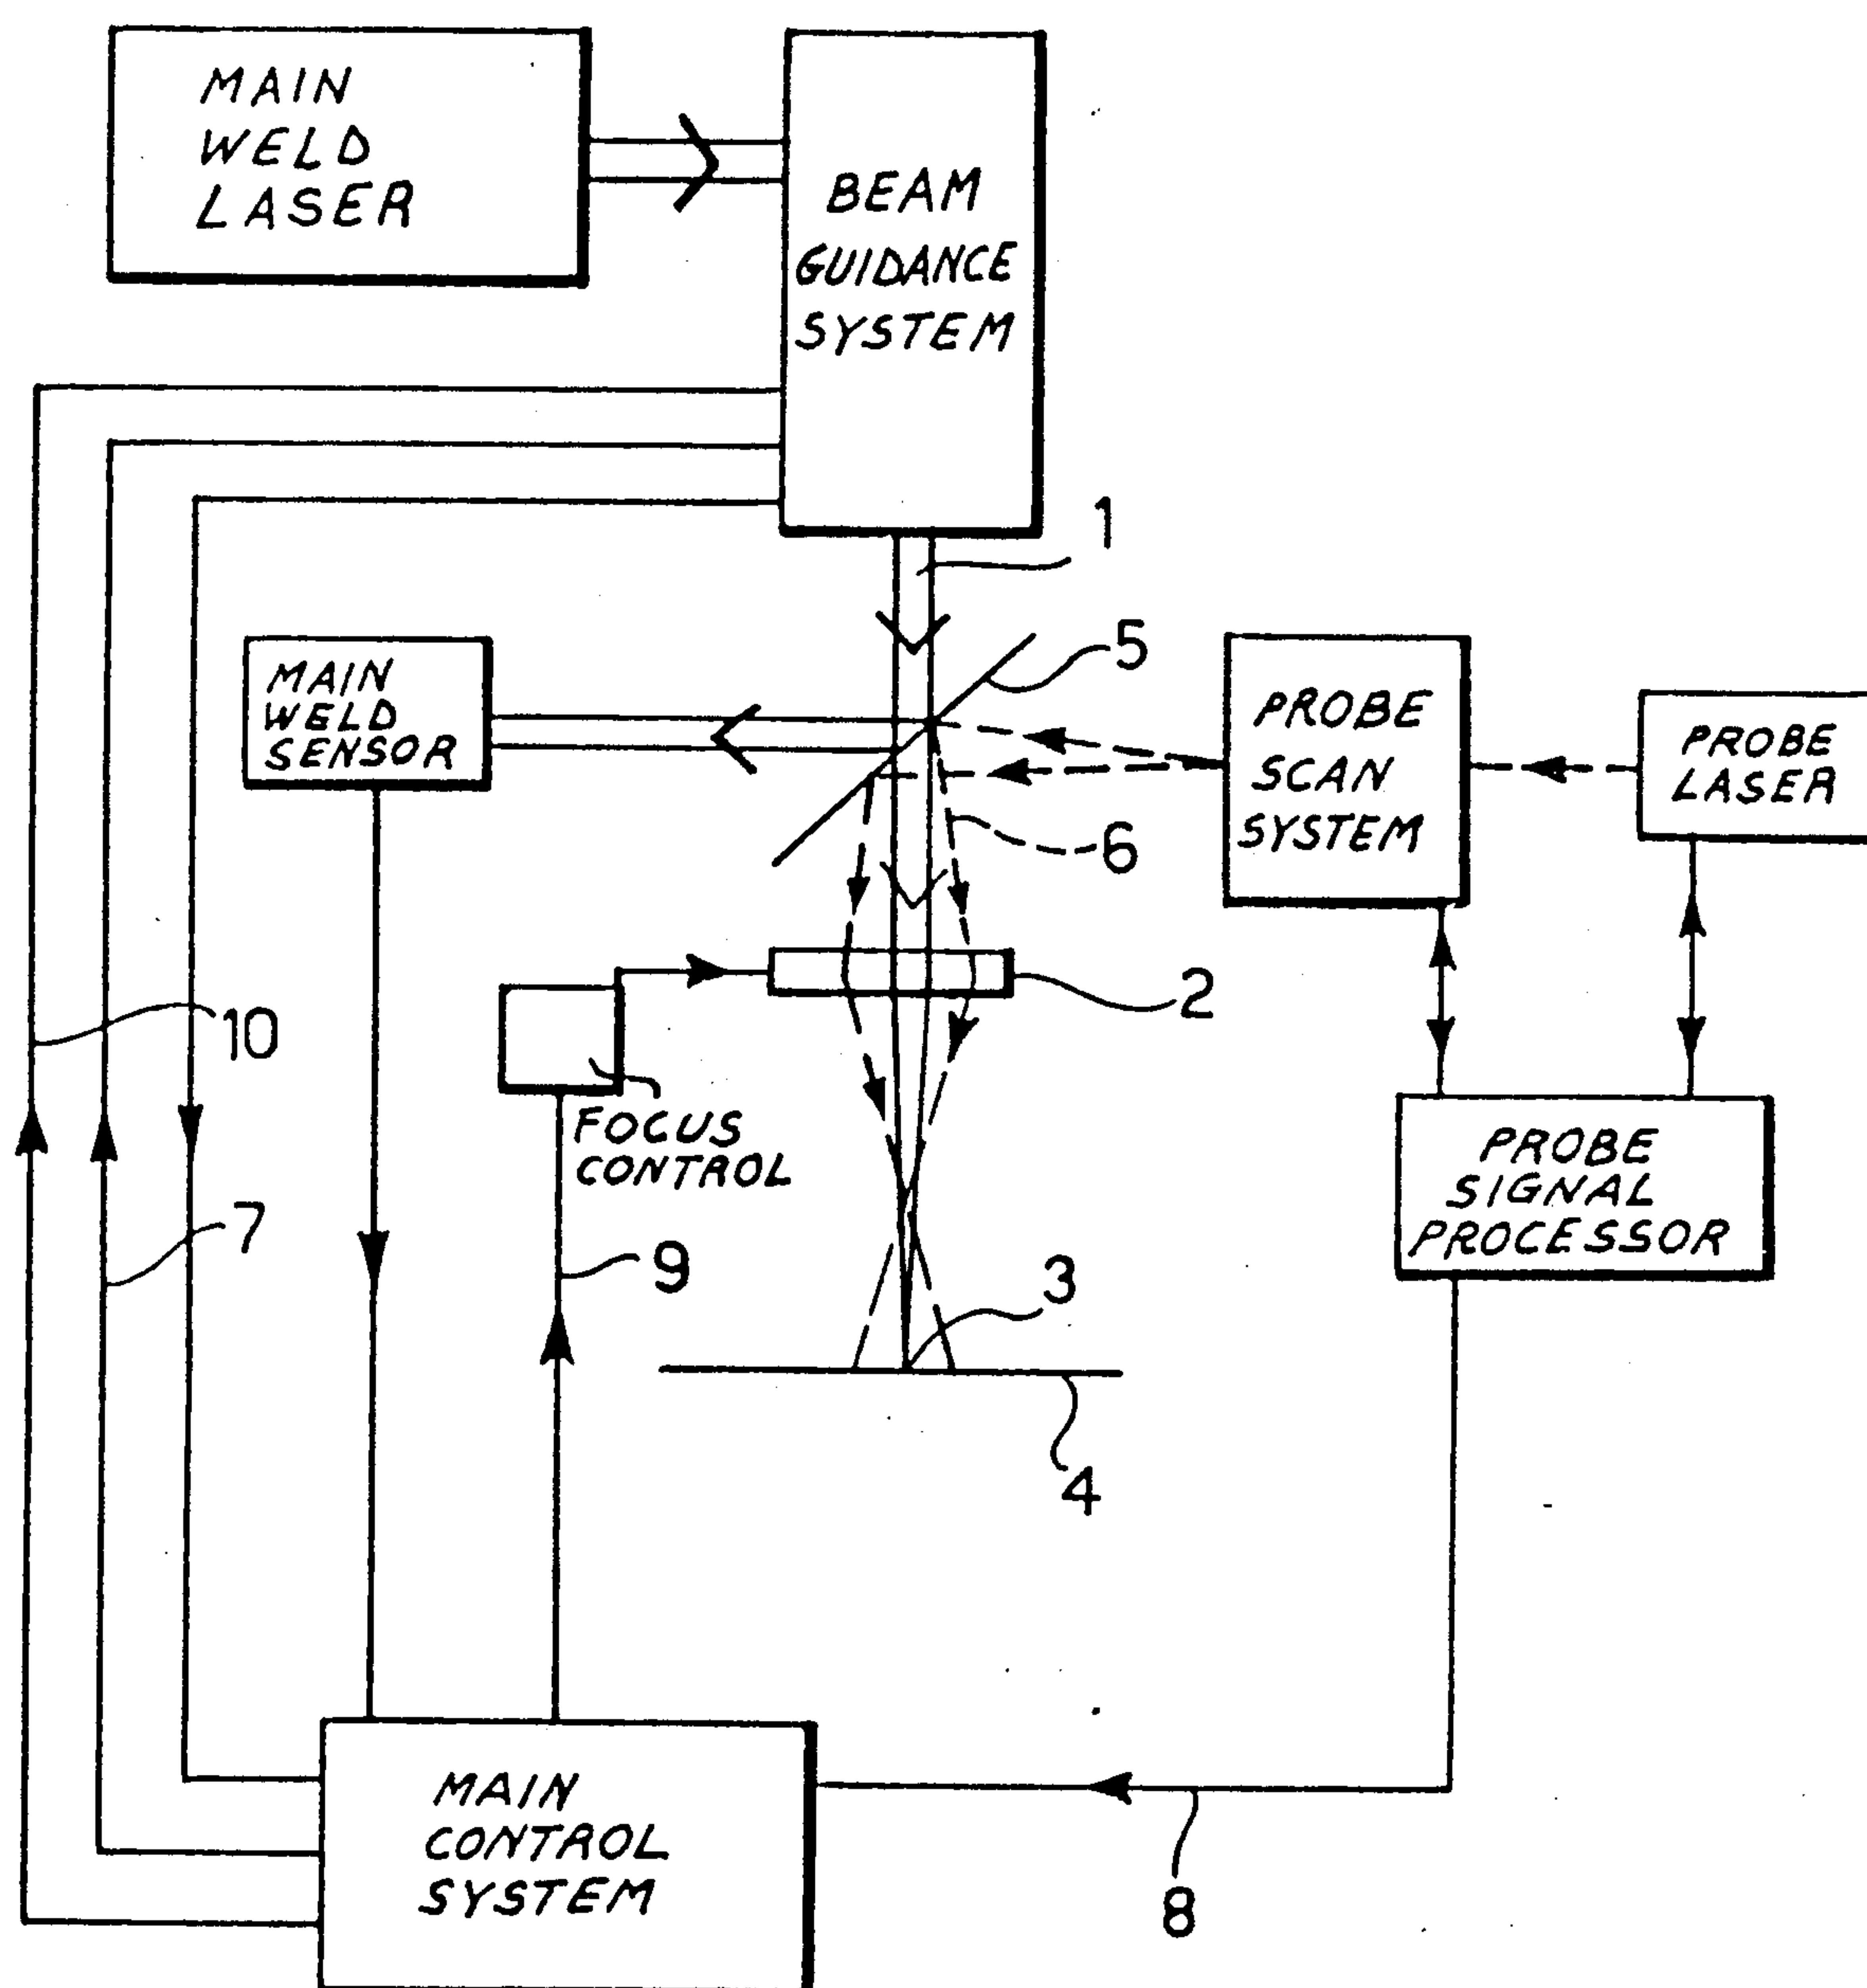 MAIN
WELD
LASER
BEAM
GUIDANCE
SYSTEM
1
MAIN
WELD
SENSOR
5
PROBE
SCAN
SYSTEM
PROBE
LASER
6
2
10
FOCUS
CONTROL
PROBE
SIGNAL
PROCESSOR
7
9
3
4
MAIN
CONTROL
SYSTEM
8